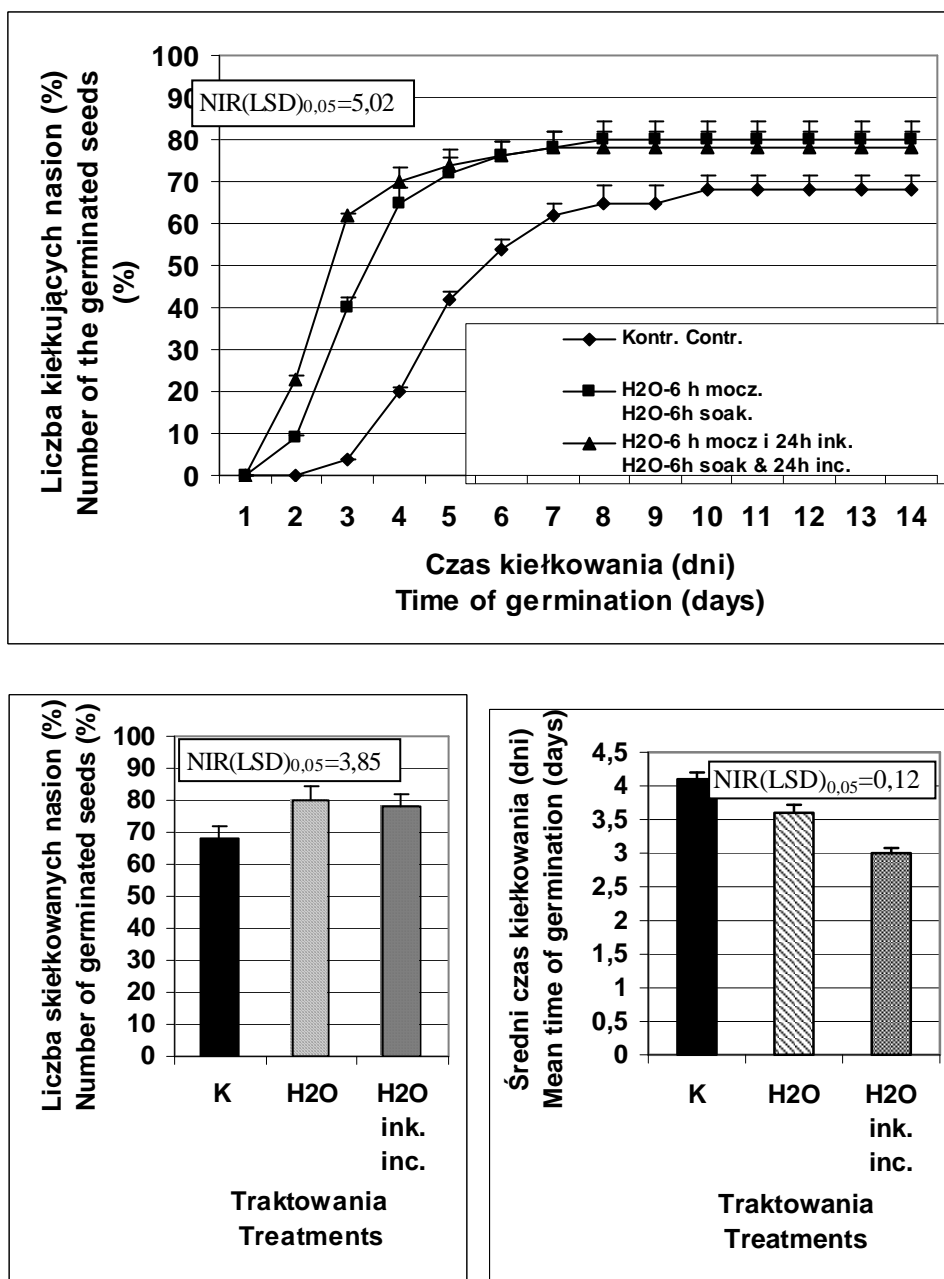 Liczba kiełkujących nasion (%)
Number of the germinated seeds
(%)
100
90
80
70
60
50
40
30
20
10
0
NIR(LSD)0,05=5,02
Kontr. Contr.
H2O-6 h mocz.
H2O-6h soak.
H2O-6 h mocz i 24h ink.
H2O-6h soak & 24h inc.
1 2 3 4 5 6 7 8 9 10 11 12 13 14
Czas kiełkowania (dni)
Time of germination (days)
Liczba skiełkowanych nasion (%)
Number of germinated seeds (%)
100
90
80
70
60
50
40
30
20
10
0
NIR(LSD)0,05=3,85
K H2O H2O
ink.
inc.
Traktowania
Treatments
Średni czas kiełkowania (dni)
Mean time of germination (days)
4,5
4
3,5
3
2,5
2
1,5
1
0,5
0
NIR(LSD)0,05=0,12
K H2O H2O
ink.
inc.
Traktowania
Treatments